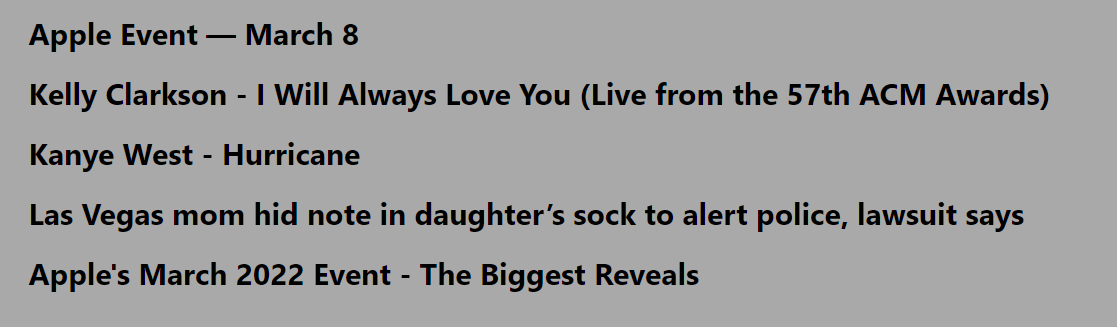 Apple Event — March 8
Kelly Clarkson - I Will Always Love You (Live from the 57th ACM Awards)
Kanye West - Hurricane
Las Vegas mom hid note in daughter’s sock to alert police, lawsuit says
Apple's March 2022 Event - The Biggest Reveals